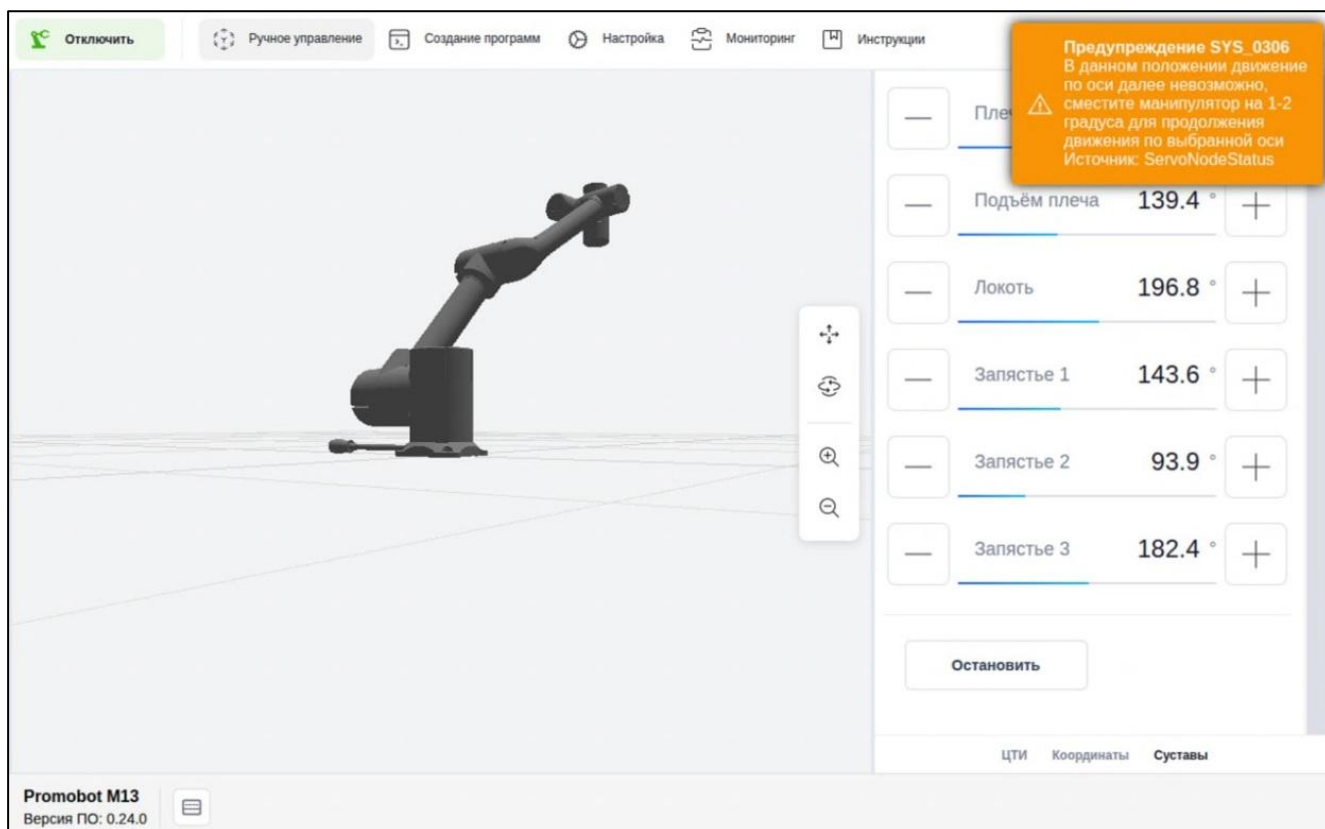 Отключить
Ручное управление
Создание программ
Настройка
Мониторинг
Инструкции
Предупреждение SYS_0306
В данном положении движение
по оси далее невозможно,
сместите манипулятор на 1-2
градуса для продолжения
движения по выбранной оси
Источник: ServoNodeStatus
Подъём плеча 139.4 °
Локоть 196.8 °
Запястье 1 143.6 °
Запястье 2 93.9 °
Запястье 3 182.4 °
Остановить
ЦТИ Координаты Суставы
Promobot M13
Версия ПО: 0.24.0